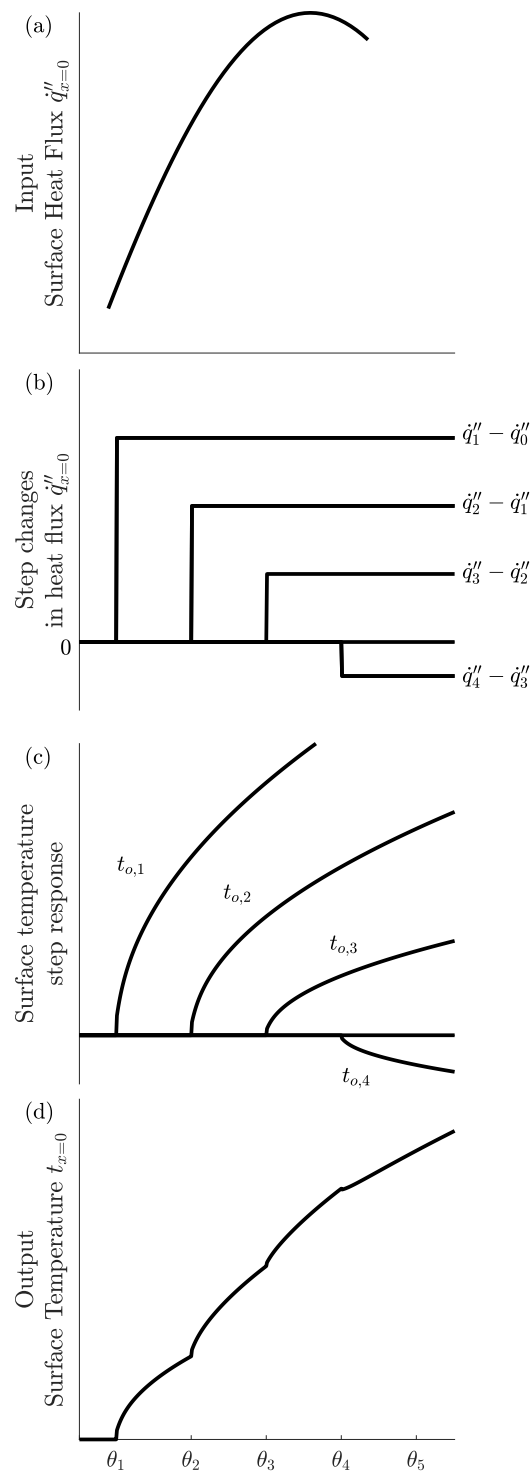 (a)
Input
Surface Heat Flux q̇″ₓ₌₀
(b)
Step changes
in heat flux q̇″ₓ₌₀
q̇″₁ − q̇″₀
q̇″₂ − q̇″₁
q̇″₃ − q̇″₂
0
q̇″₄ − q̇″₃
(c)
Surface temperature
step response
tₒ,₁
tₒ,₂
tₒ,₃
tₒ,₄
(d)
Output
Surface Temperature tₓ₌₀
θ₁ θ₂ θ₃ θ₄ θ₅